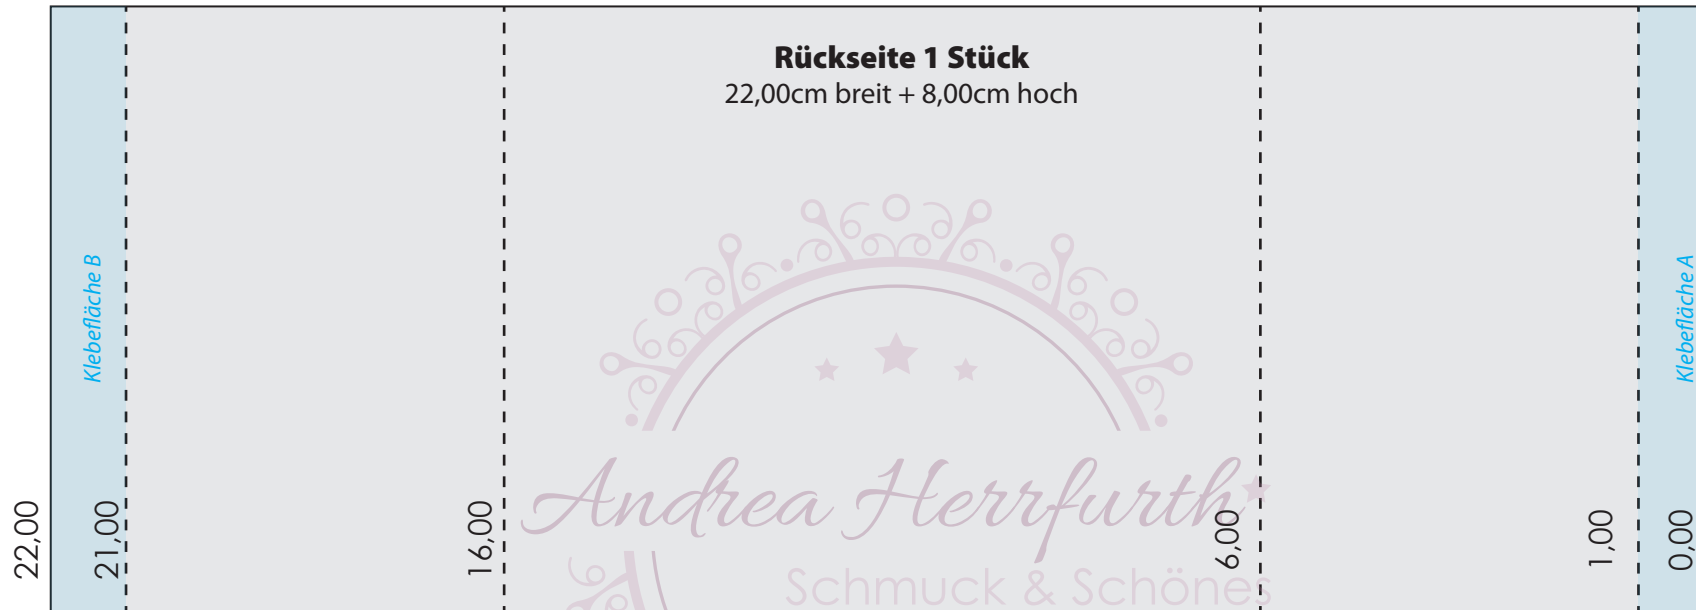 Rückseite 1 Stück
22,00cm breit + 8,00cm hoch
Klebefläche B
Klebefläche A
Andrea Herrfurth
22,00
21,00
16,00
6,00
1,00
0,00
Schmuck & Schönes